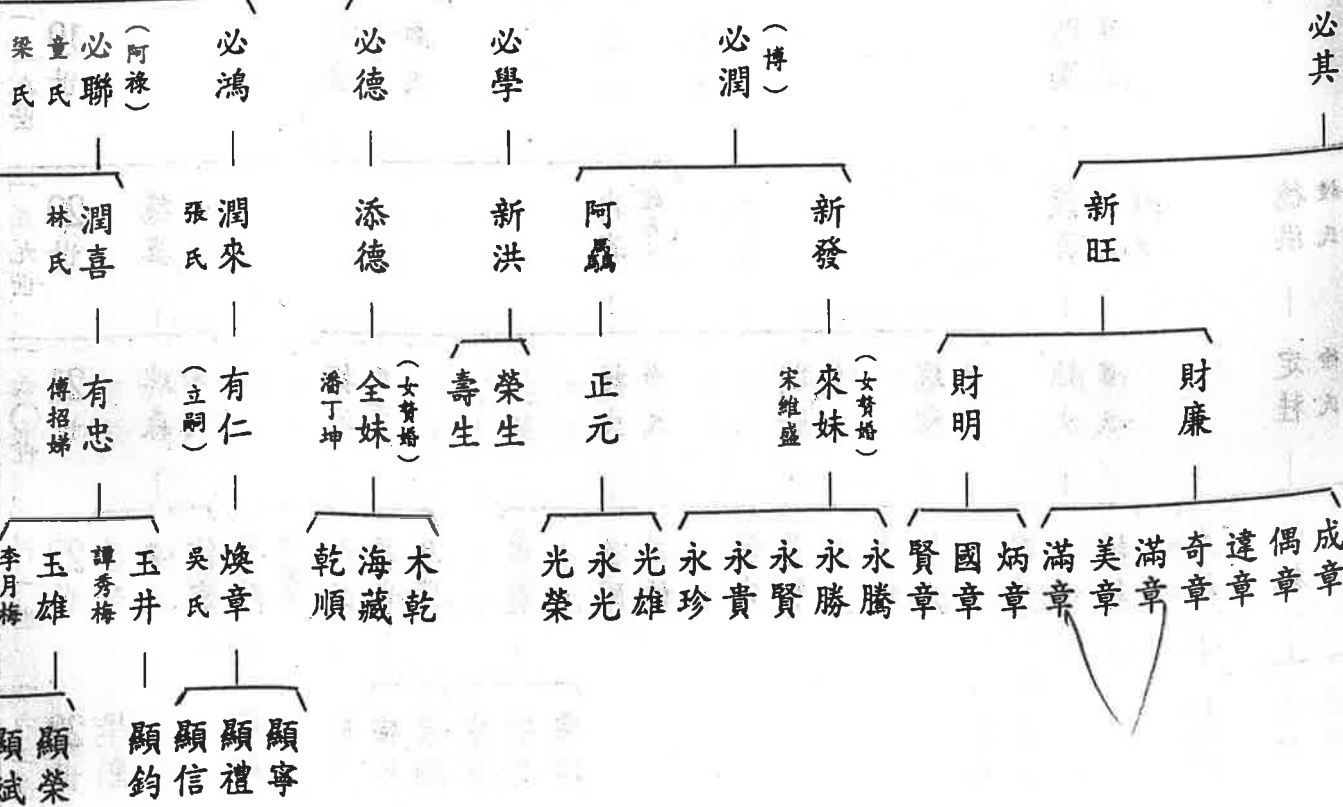 必其
(博)
必潤
必學
必德
必鴻
(阿祿)
必聯
童氏
梁氏
新旺
新發
阿驫
新洪
添德
潤來
張氏
潤喜
林氏
財廉
財明
(女贅婚)
來妹
宋維盛
正元
榮生
壽生
(女贅婚)
全妹
潘丁坤
有仁
(立嗣)
有忠
傅招娣
成章
偶章
達章
奇章
滿章
美章
滿章
炳章
國章
賢章
永騰
永勝
永賢
永貴
永珍
光雄
永光
光榮
木乾
海藏
乾順
煥章
吳氏
玉井
譚秀梅
玉雄
李月梅
顯寧
顯禮
顯信
顯鈞
顯榮
顯斌